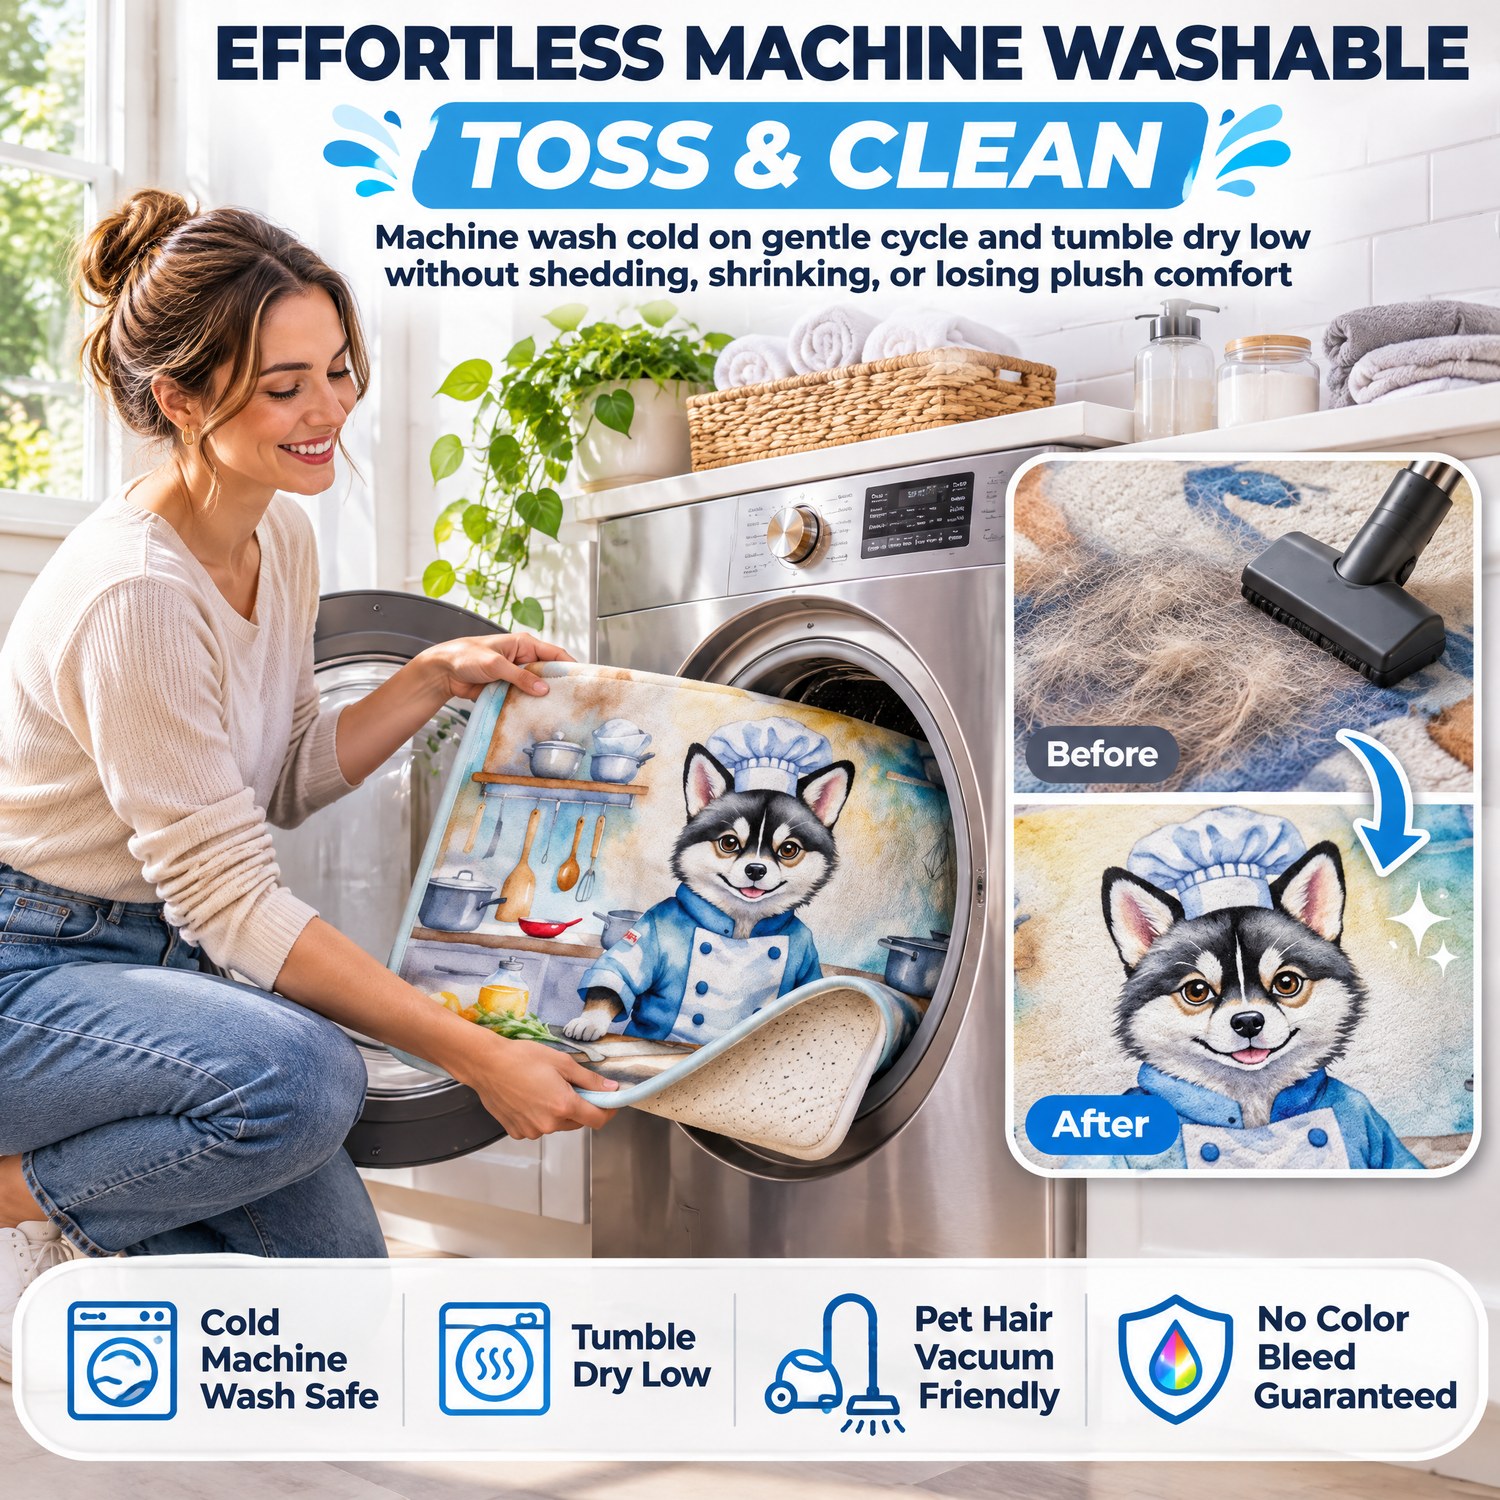 EFFORTLESS MACHINE WASHABLE
TOSS & CLEAN
Machine wash cold on gentle cycle and tumble dry low
without shedding, shrinking, or losing plush comfort
Before
After
Cold
Machine
Wash Safe
Tumble
Dry Low
Pet Hair
Vacuum
Friendly
No Color
Bleed
Guaranteed